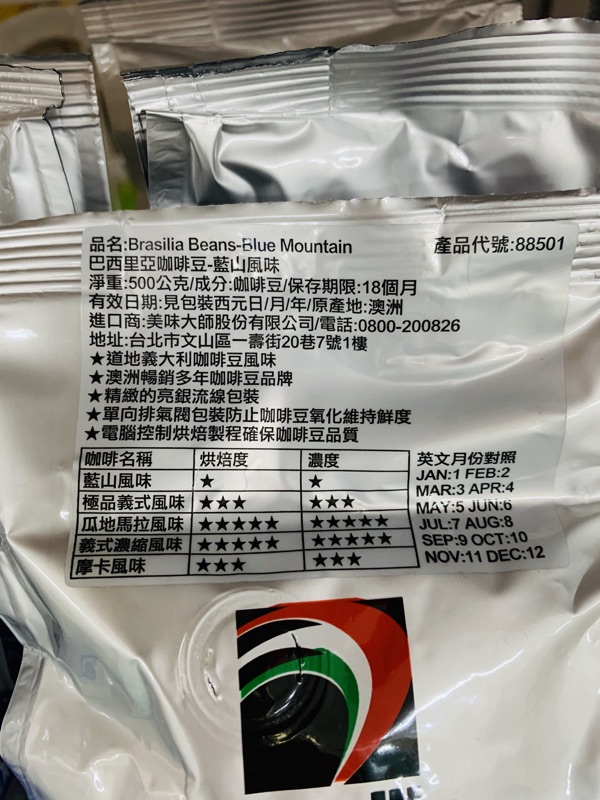 品名:Brasilia Beans-Blue Mountain 產品代號:88501
巴西里亞咖啡豆-藍山風味
淨重:500公克/成分:咖啡豆/保存期限:18個月
有效日期:見包裝西元日/月/年/原產地:澳洲
進口商:美味大師股份有限公司/電話:0800-200826
地址:台北市文山區一壽街20巷7號1樓
★道地義大利咖啡豆風味
★澳洲暢銷多年咖啡豆品牌
★精緻的亮銀流線包裝
★單向排氣閥包裝防止咖啡豆氧化維持鮮度
★電腦控制烘焙製程確保咖啡豆品質
咖啡名稱 烘焙度 濃度
藍山風味 ★ ★
極品義式風味 ★★★ ★★★
瓜地馬拉風味 ★★★★★ ★★★★★
義式濃縮風味 ★★★★★ ★★★★★
摩卡風味 ★★★ ★★★
英文月份對照
JAN:1 FEB:2
MAR:3 APR:4
MAY:5 JUN:6
JUL:7 AUG:8
SEP:9 OCT:10
NOV:11 DEC:12